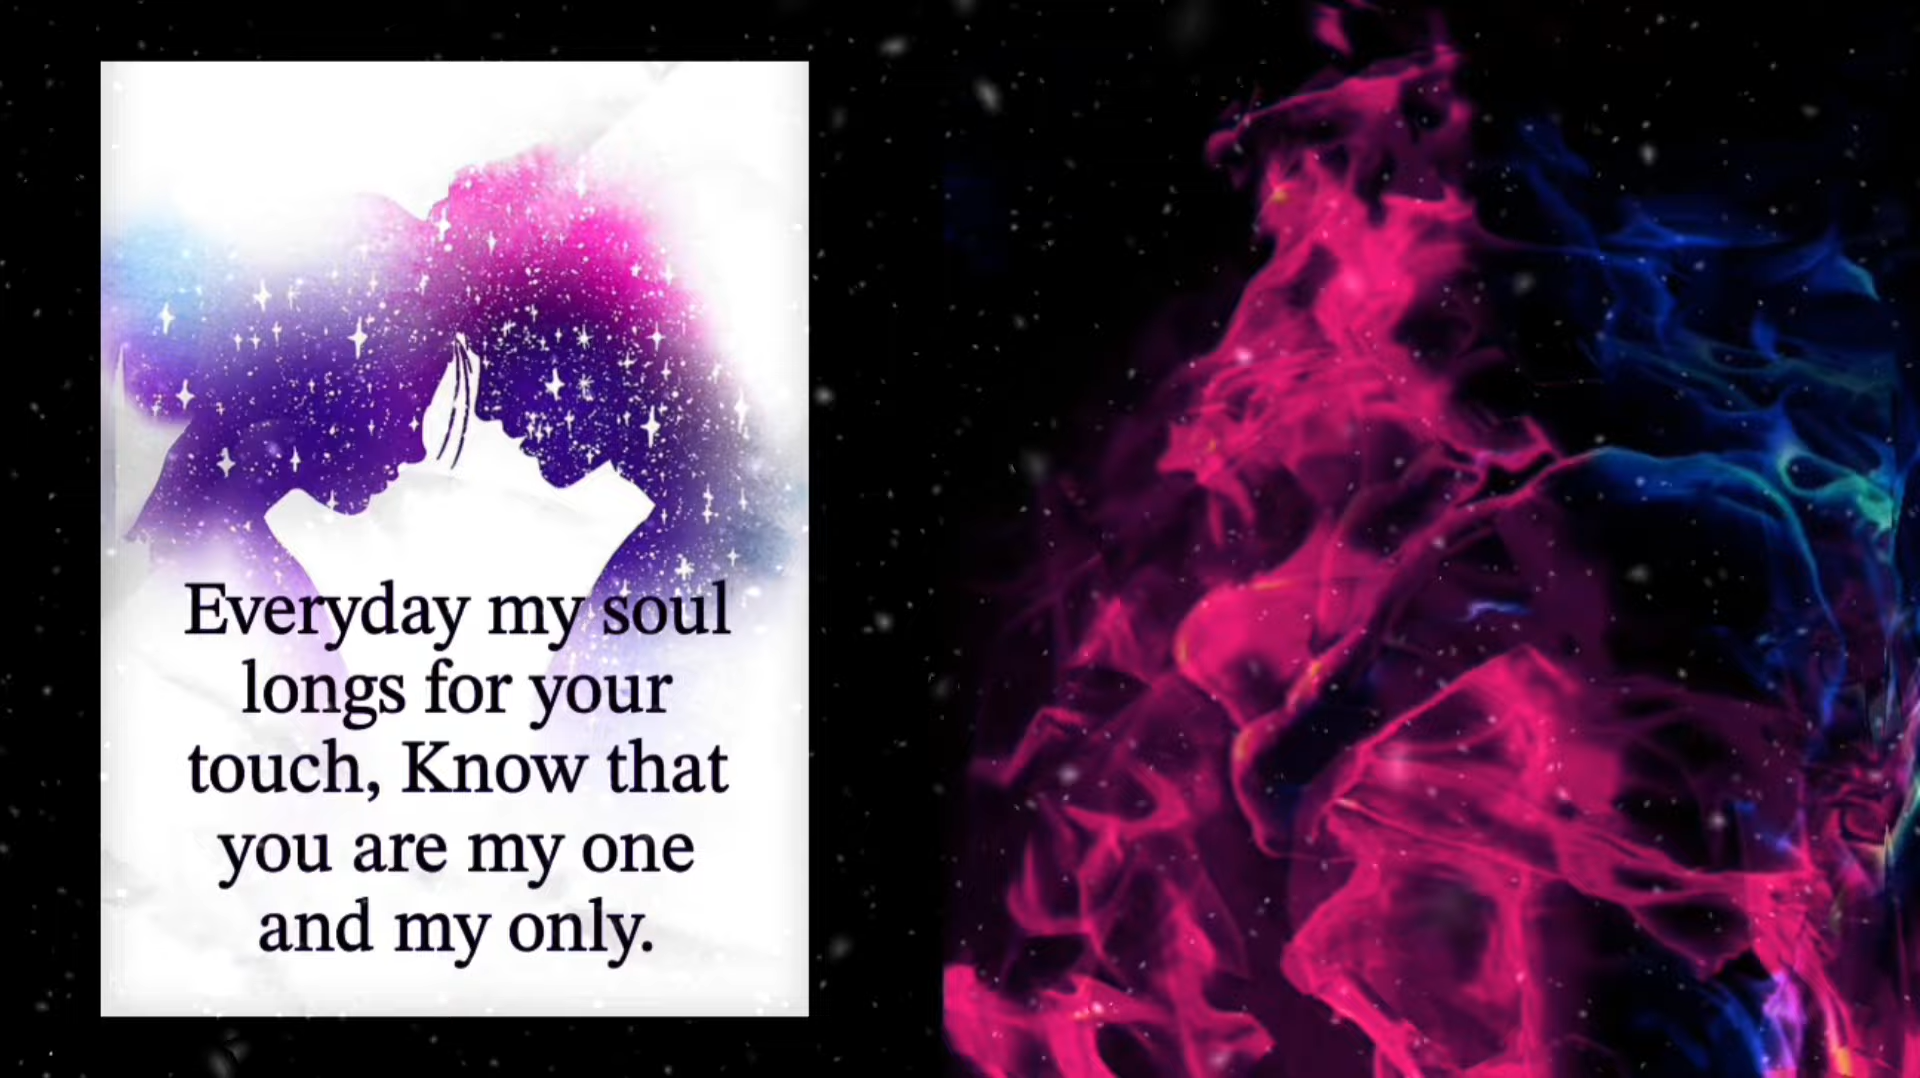 Everyday my soul
longs for your
touch, Know that
you are my one
and my only.